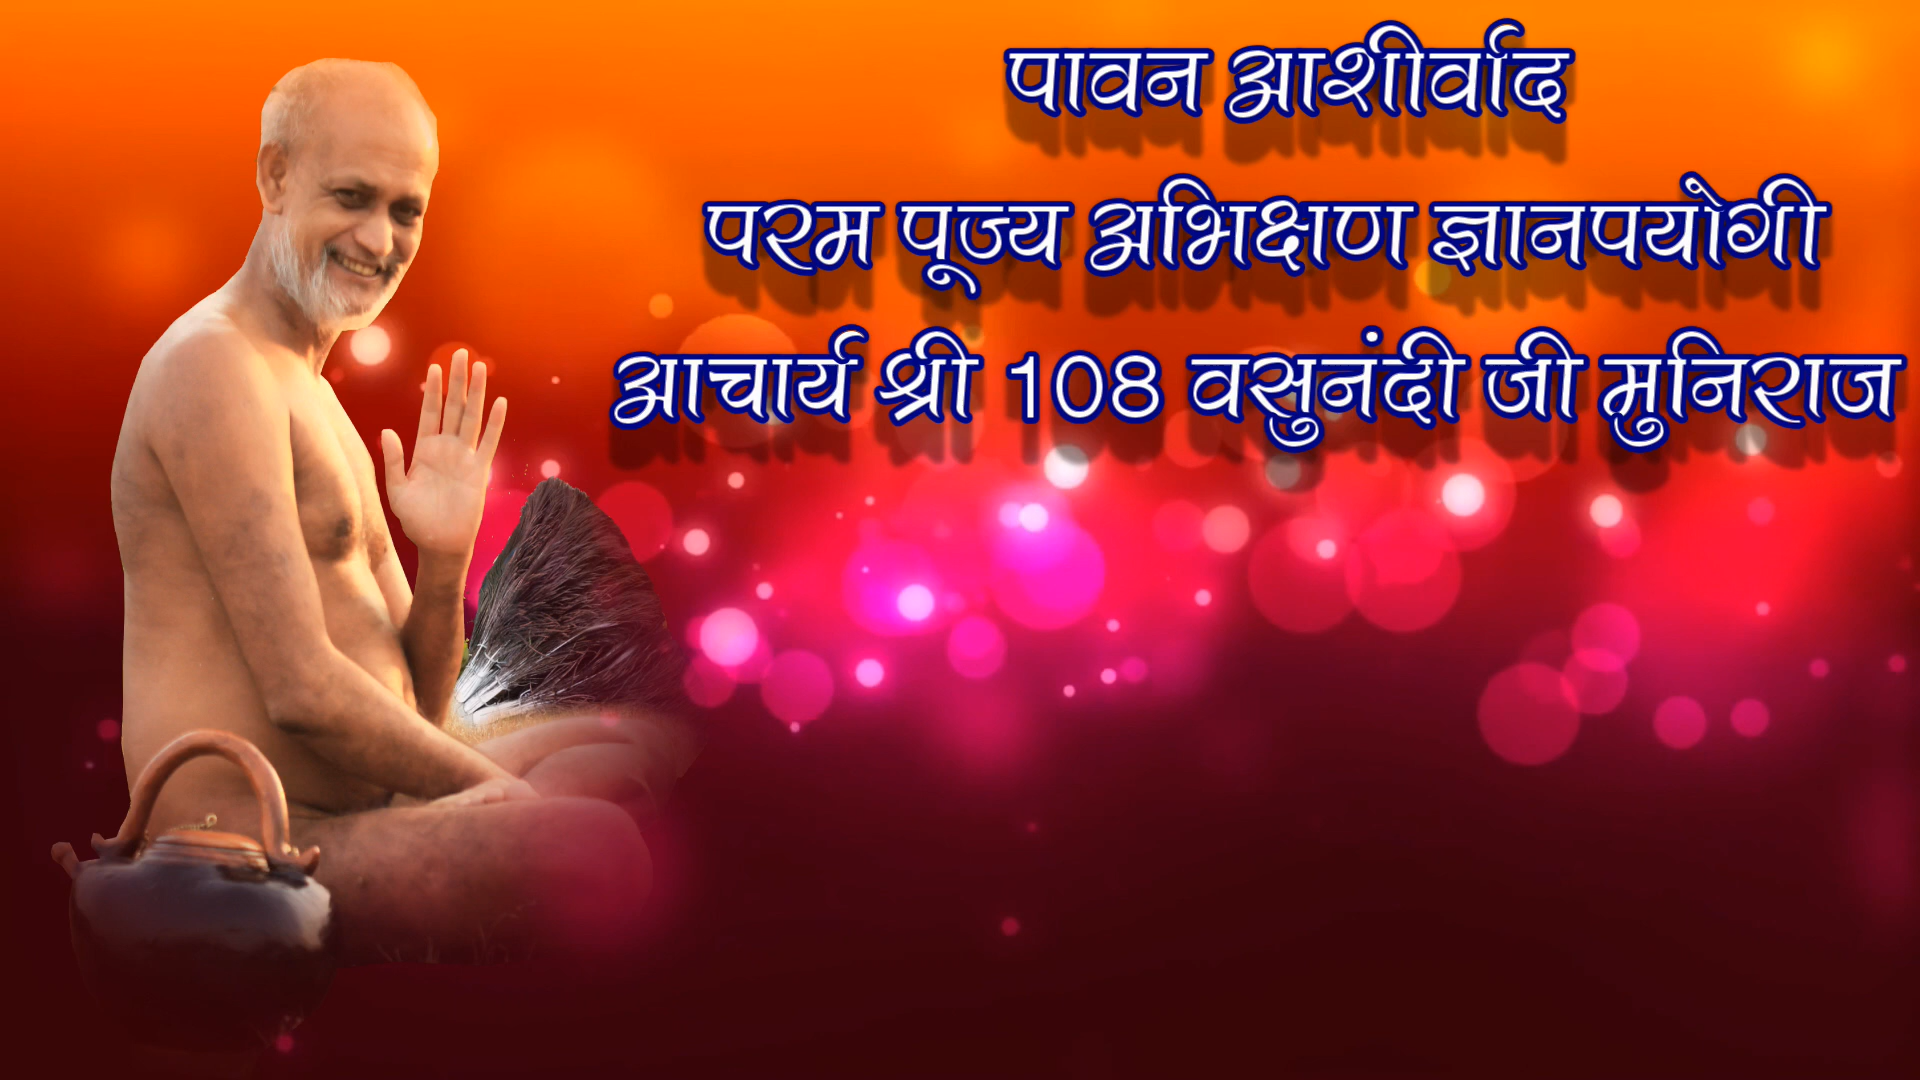 पावन आशीर्वाद
परम पूज्य अभिक्षण ज्ञानपयोगी
आचार्य श्री 108 वसुनंदी जी मुनिराज